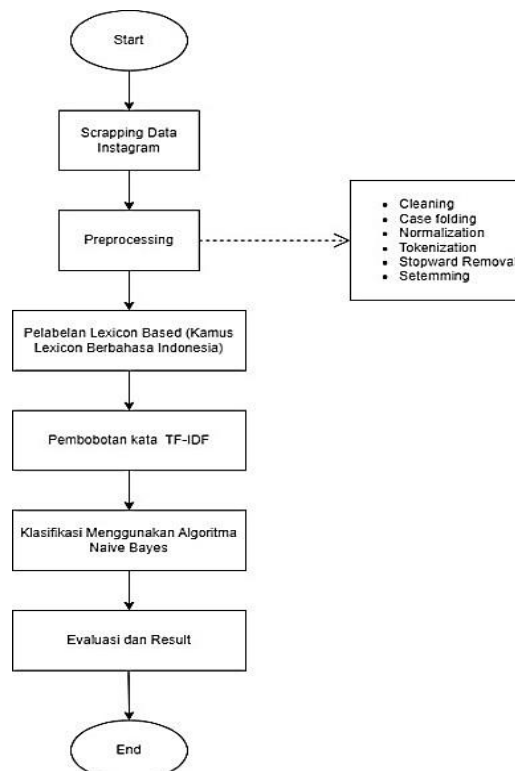 Start
Scrapping Data
Instagram
Preprocessing
• Cleaning
• Case folding
• Normalization
• Tokenization
• Stopward Removal
• Setemming
Pelabelan Lexicon Based (Kamus
Lexicon Berbahasa Indonesia)
Pembobotan kata TF-IDF
Klasifikasi Menggunakan Algoritma
Naive Bayes
Evaluasi dan Result
End